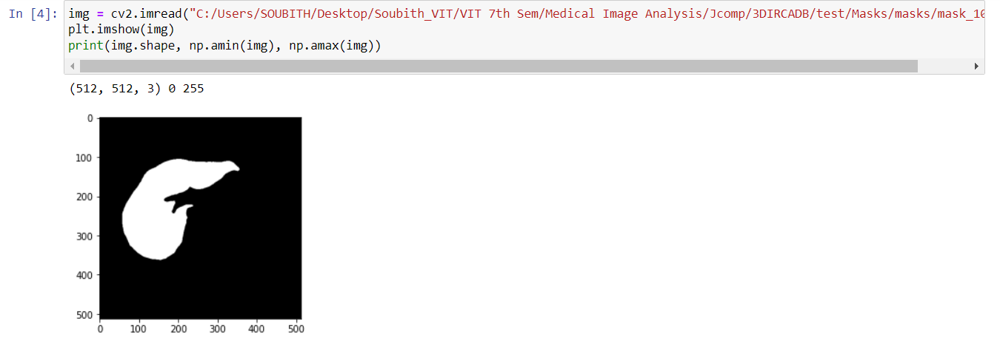 In [4]: img = cv2.imread("C:/Users/SOUBITH/Desktop/Soubith_VIT/VIT 7th Sem/Medical Image Analysis/Jcomp/3DIRCADB/test/Masks/masks/mask_10
plt.imshow(img)
print(img.shape, np.amin(img), np.amax(img))
(512, 512, 3) 0 255
0
100
200
300
400
500
0 100 200 300 400 500